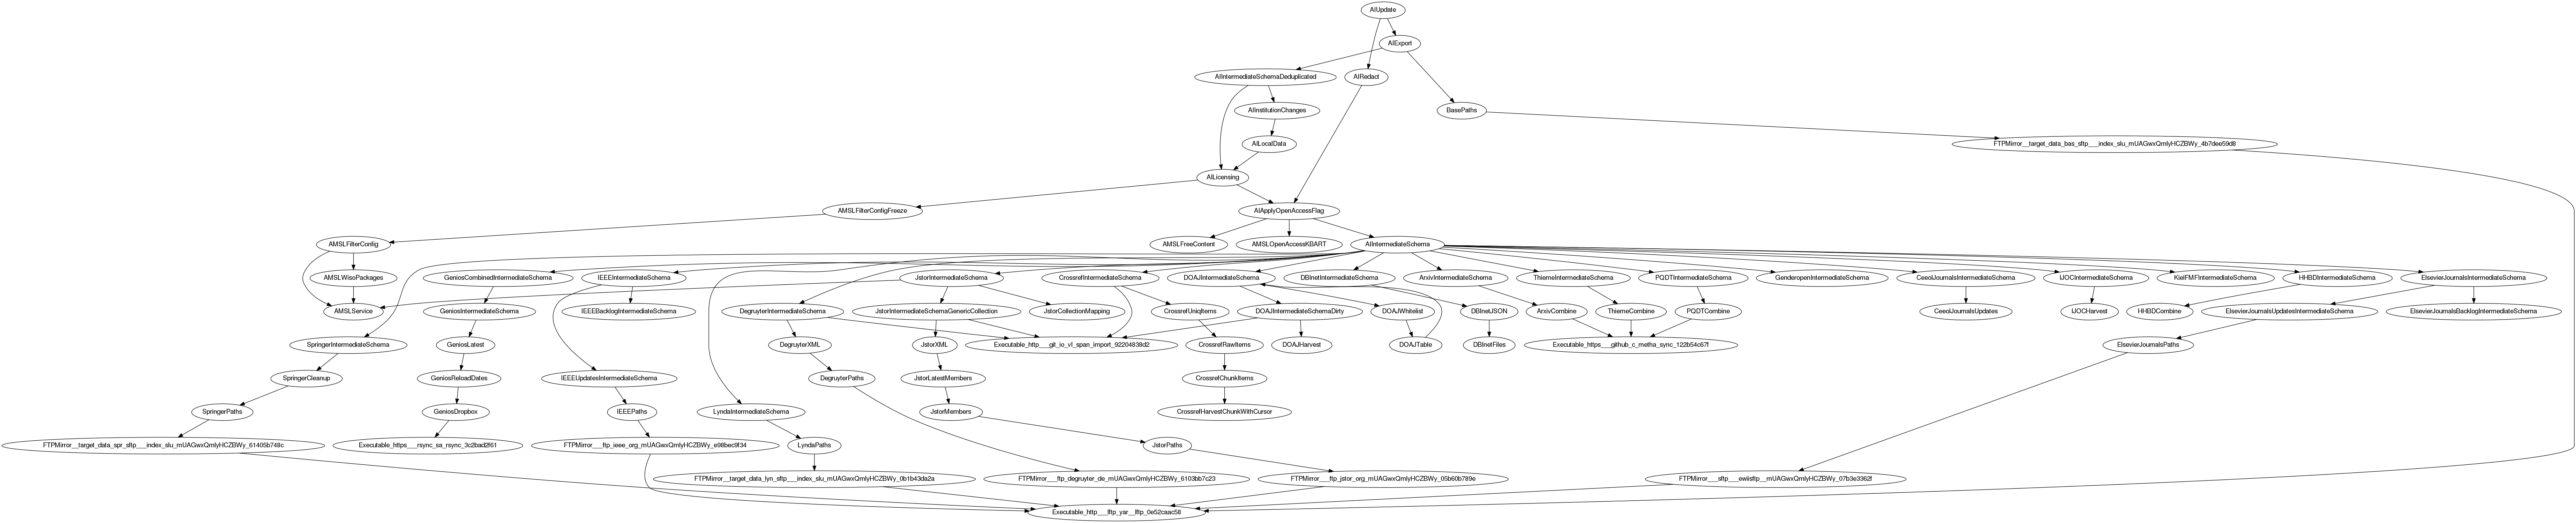 AIUpdate
AIExport
AIIntermediateSchemaDeduplicated
AIRedact
AIInstitutionChanges
BasePaths
AILocalData
FTPMirror__target_data_bas_sftp___index_slu_mUAGwxQmlyHCZBWy_4b7dee59d8
AILicensing
AMSLFilterConfigFreeze
AIApplyOpenAccessFlag
AMSLFilterConfig
AMSLFreeContent
AMSLOpenAccessKBART
AIIntermediateSchema
AMSLWisoPackages
GeniosCombinedIntermediateSchema
IEEEIntermediateSchema
JstorIntermediateSchema
CrossrefIntermediateSchema
DOAJIntermediateSchema
DBInetIntermediateSchema
ArxivIntermediateSchema
ThiemeIntermediateSchema
PQDTIntermediateSchema
GenderopenIntermediateSchema
CeeolJournalsIntermediateSchema
IJOCIntermediateSchema
KielFMFIntermediateSchema
HHBDIntermediateSchema
ElsevierJournalsIntermediateSchema
AMSLService
GeniosIntermediateSchema
IEEEBacklogIntermediateSchema
DegruyterIntermediateSchema
JstorIntermediateSchemaGenericCollection
JstorCollectionMapping
CrossrefUniqItems
DOAJIntermediateSchemaDirty
DOAJWhitelist
DBInetJSON
ArxivCombine
ThiemeCombine
PQDTCombine
CeeolJournalsUpdates
IJOCHarvest
HHBDCombine
ElsevierJournalsUpdatesIntermediateSchema
ElsevierJournalsBacklogIntermediateSchema
SpringerIntermediateSchema
GeniosLatest
DegruyterXML
JstorXML
Executable_http___git_io_vI_span_import_92204838d2
CrossrefRawItems
DOAJHarvest
DOAJTable
DBInetFiles
Executable_https___github_c_metha_sync_122b54c67f
ElsevierJournalsPaths
SpringerCleanup
GeniosReloadDates
IEEEUpdatesIntermediateSchema
DegruyterPaths
JstorLatestMembers
CrossrefChunkItems
SpringerPaths
GeniosDropbox
IEEEPaths
LyndaIntermediateSchema
JstorMembers
CrossrefHarvestChunkWithCursor
FTPMirror__target_data_spr_sftp___index_slu_mUAGwxQmlyHCZBWy_61405b748c
Executable_https___rsync_sa_rsync_3c2bad2f61
FTPMirror___ftp_ieee_org_mUAGwxQmlyHCZBWy_e98bec9f34
LyndaPaths
JstorPaths
FTPMirror__target_data_lyn_sftp___index_slu_mUAGwxQmlyHCZBWy_0b1b43da2a
FTPMirror___ftp_degruyter_de_mUAGwxQmlyHCZBWy_6103bb7c23
FTPMirror___ftp_jstor_org_mUAGwxQmlyHCZBWy_05b60b789e
FTPMirror___sftp___ewiisftp__mUAGwxQmlyHCZBWy_07b3e3362f
Executable_http___lftp_yar__lftp_0e52caac58